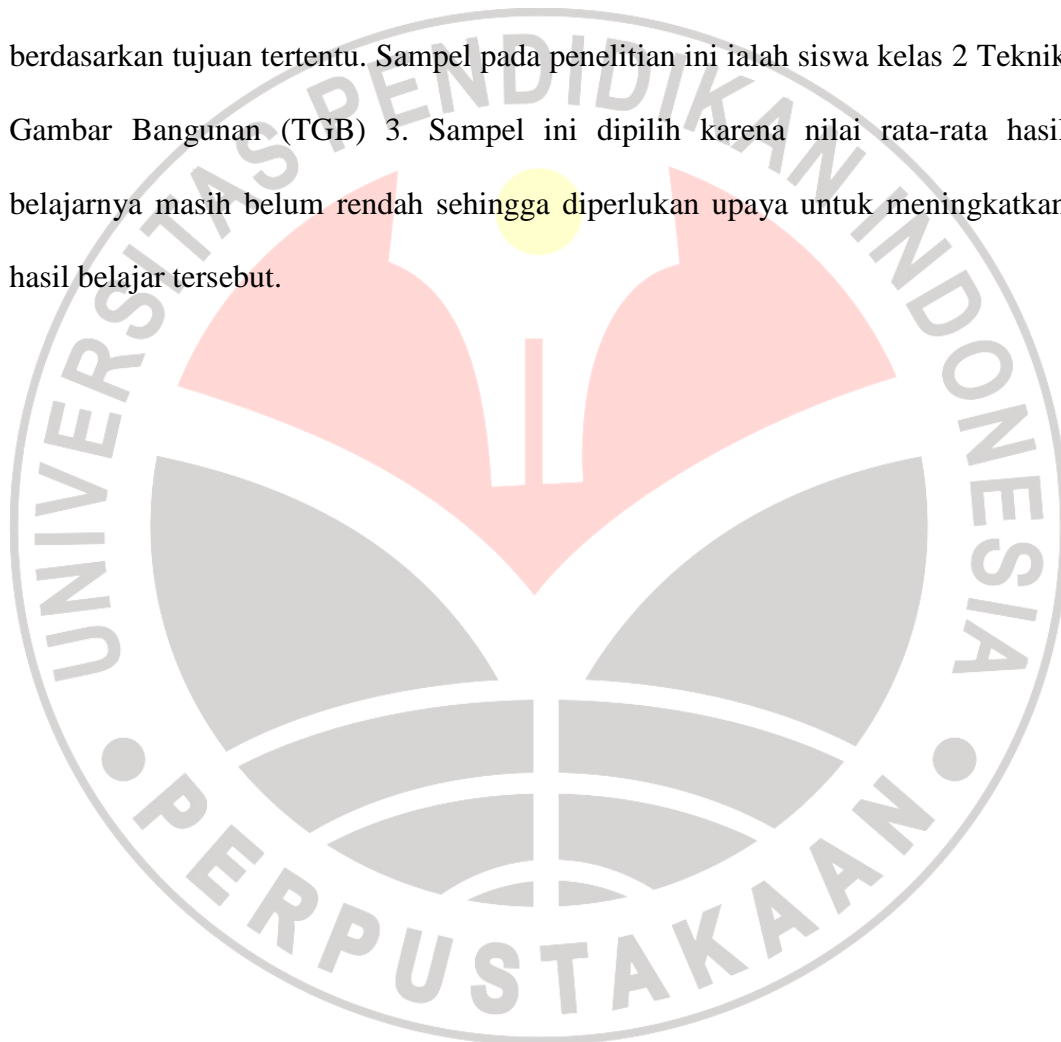 berdasarkan tujuan tertentu. Sampel pada penelitian ini ialah siswa kelas 2 Teknik
Gambar Bangunan (TGB) 3. Sampel ini dipilih karena nilai rata-rata hasil
belajarnya masih belum rendah sehingga diperlukan upaya untuk meningkatkan
hasil belajar tersebut.
UNIVERSITAS PENDIDIKAN INDONESIA
PERPUSTAKAAN